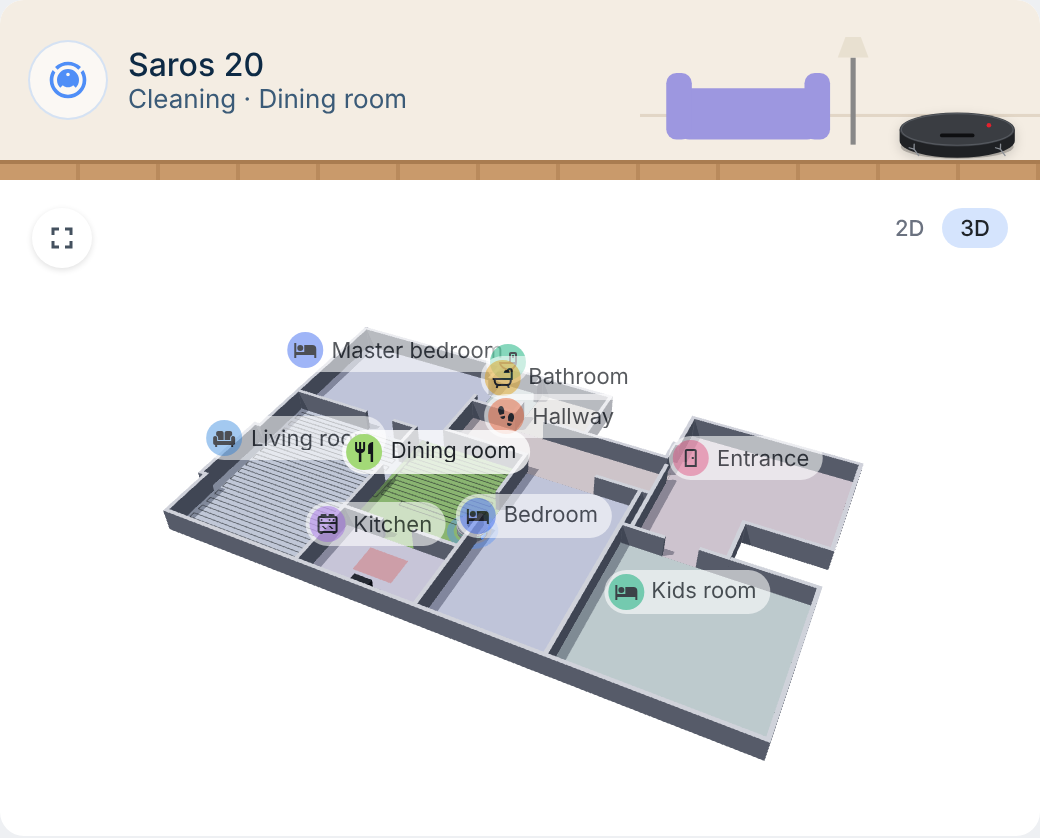 Saros 20
Cleaning · Dining room
2D 3D
Master bedroom
Bathroom
Hallway
Living
Dining room
Entrance
Kitchen
Bedroom
Kids room